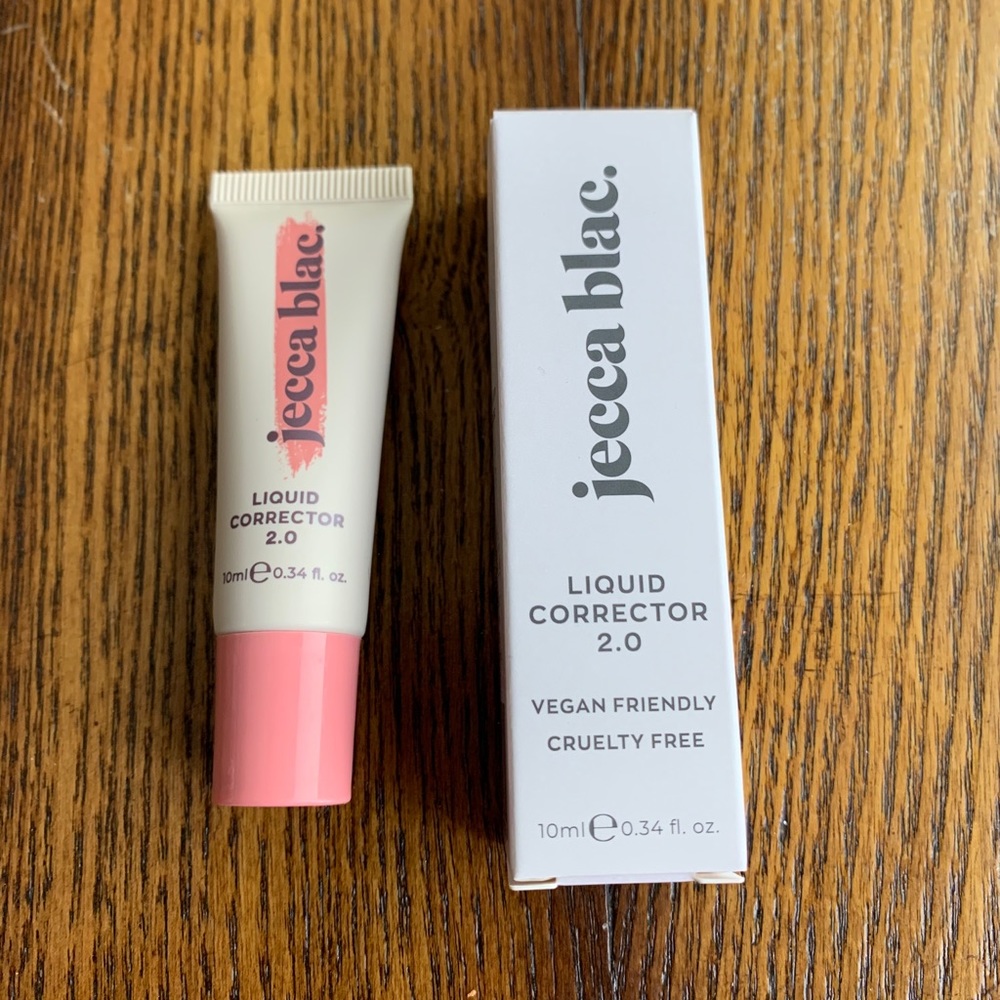 jecca blac.
LIQUID
CORRECTOR
2.0
10ml℮0.34 fl. oz.
jecca blac.
LIQUID
CORRECTOR
2.0
VEGAN FRIENDLY
CRUELTY FREE
10ml℮0.34 fl. oz.